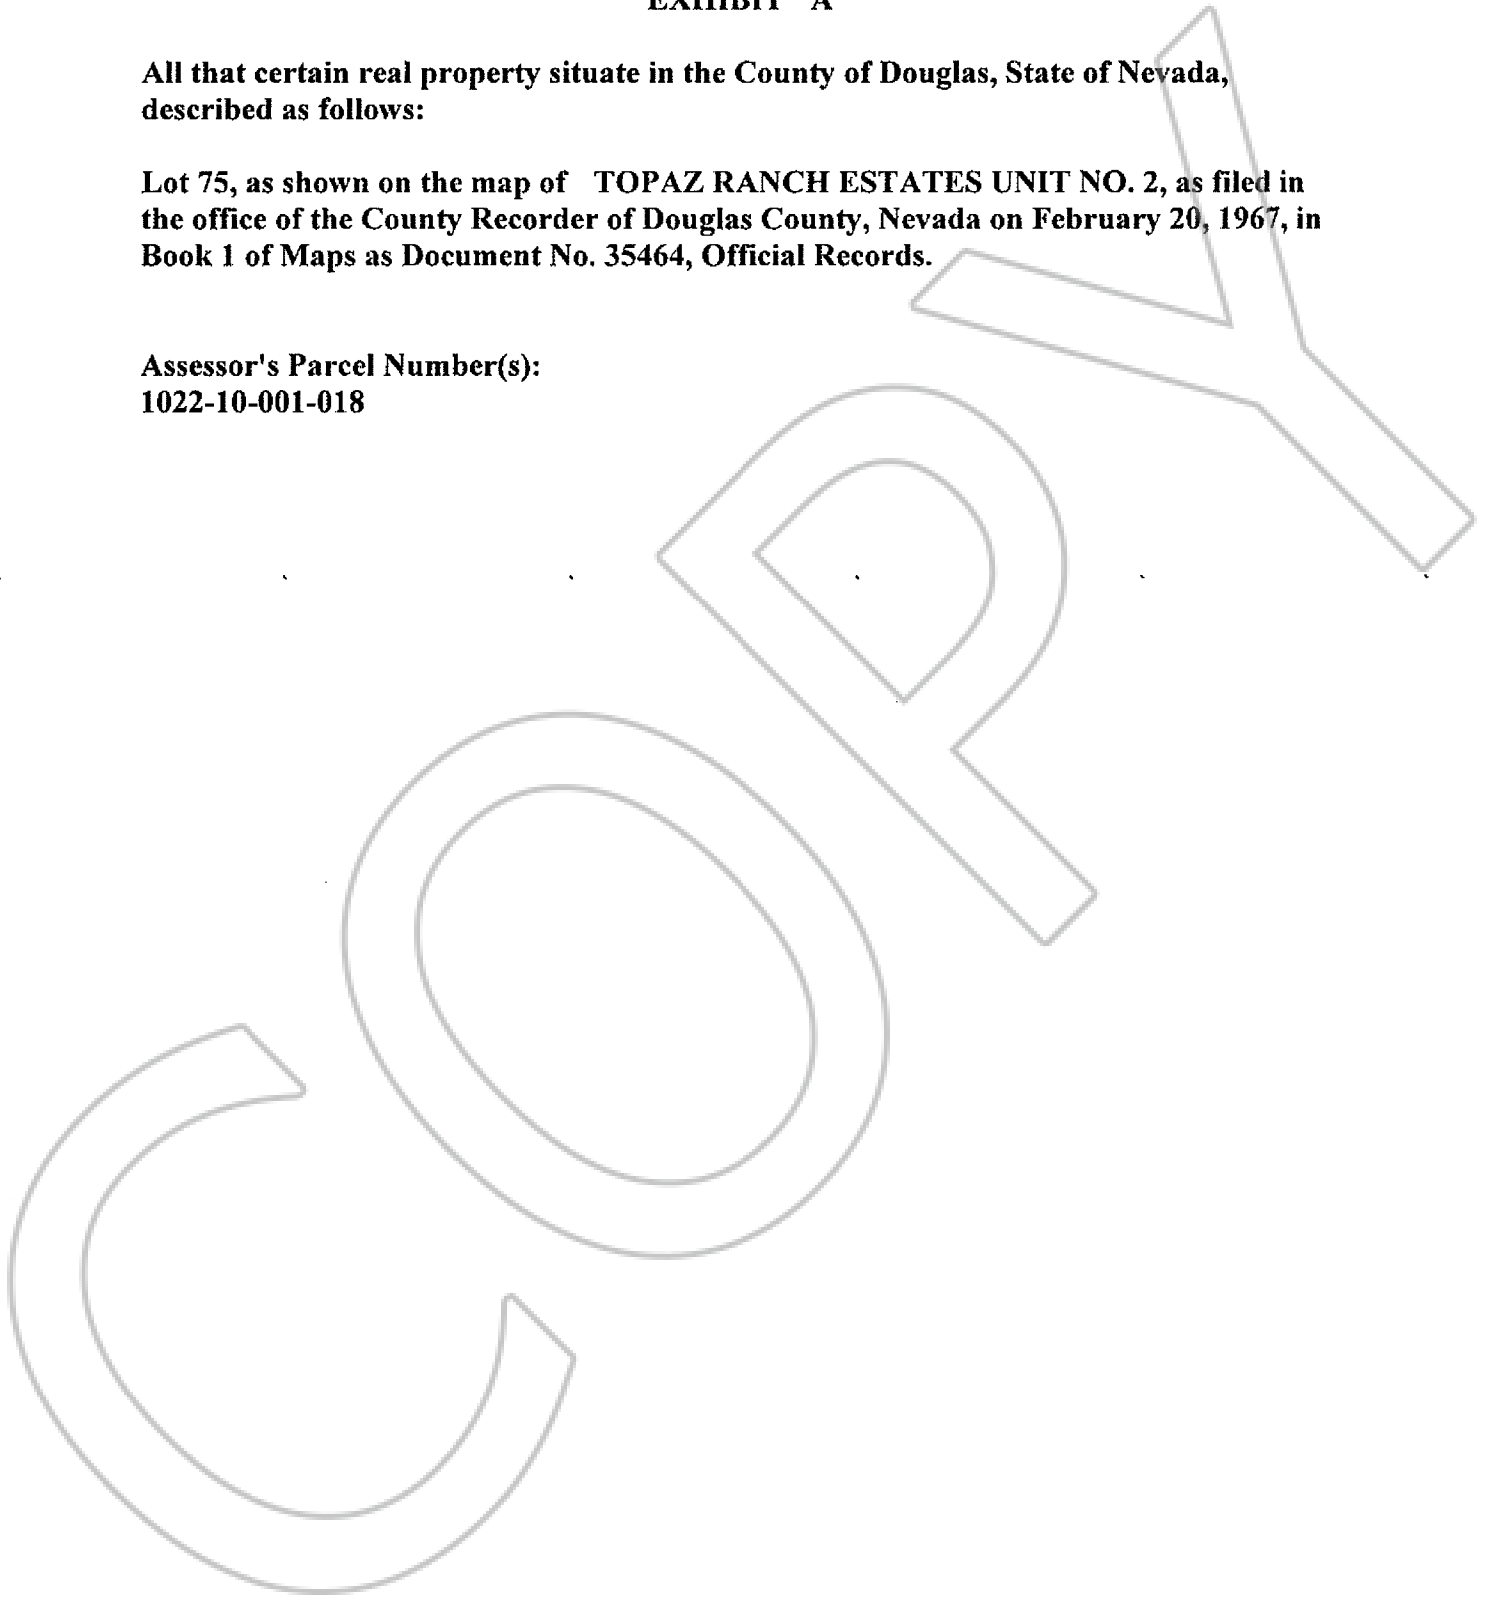 EXHIBIT A
All that certain real property situate in the County of Douglas, State of Nevada,
described as follows:
Lot 75, as shown on the map of TOPAZ RANCH ESTATES UNIT NO. 2, as filed in
the office of the County Recorder of Douglas County, Nevada on February 20, 1967, in
Book 1 of Maps as Document No. 35464, Official Records.
Assessor's Parcel Number(s):
1022-10-001-018
COPY